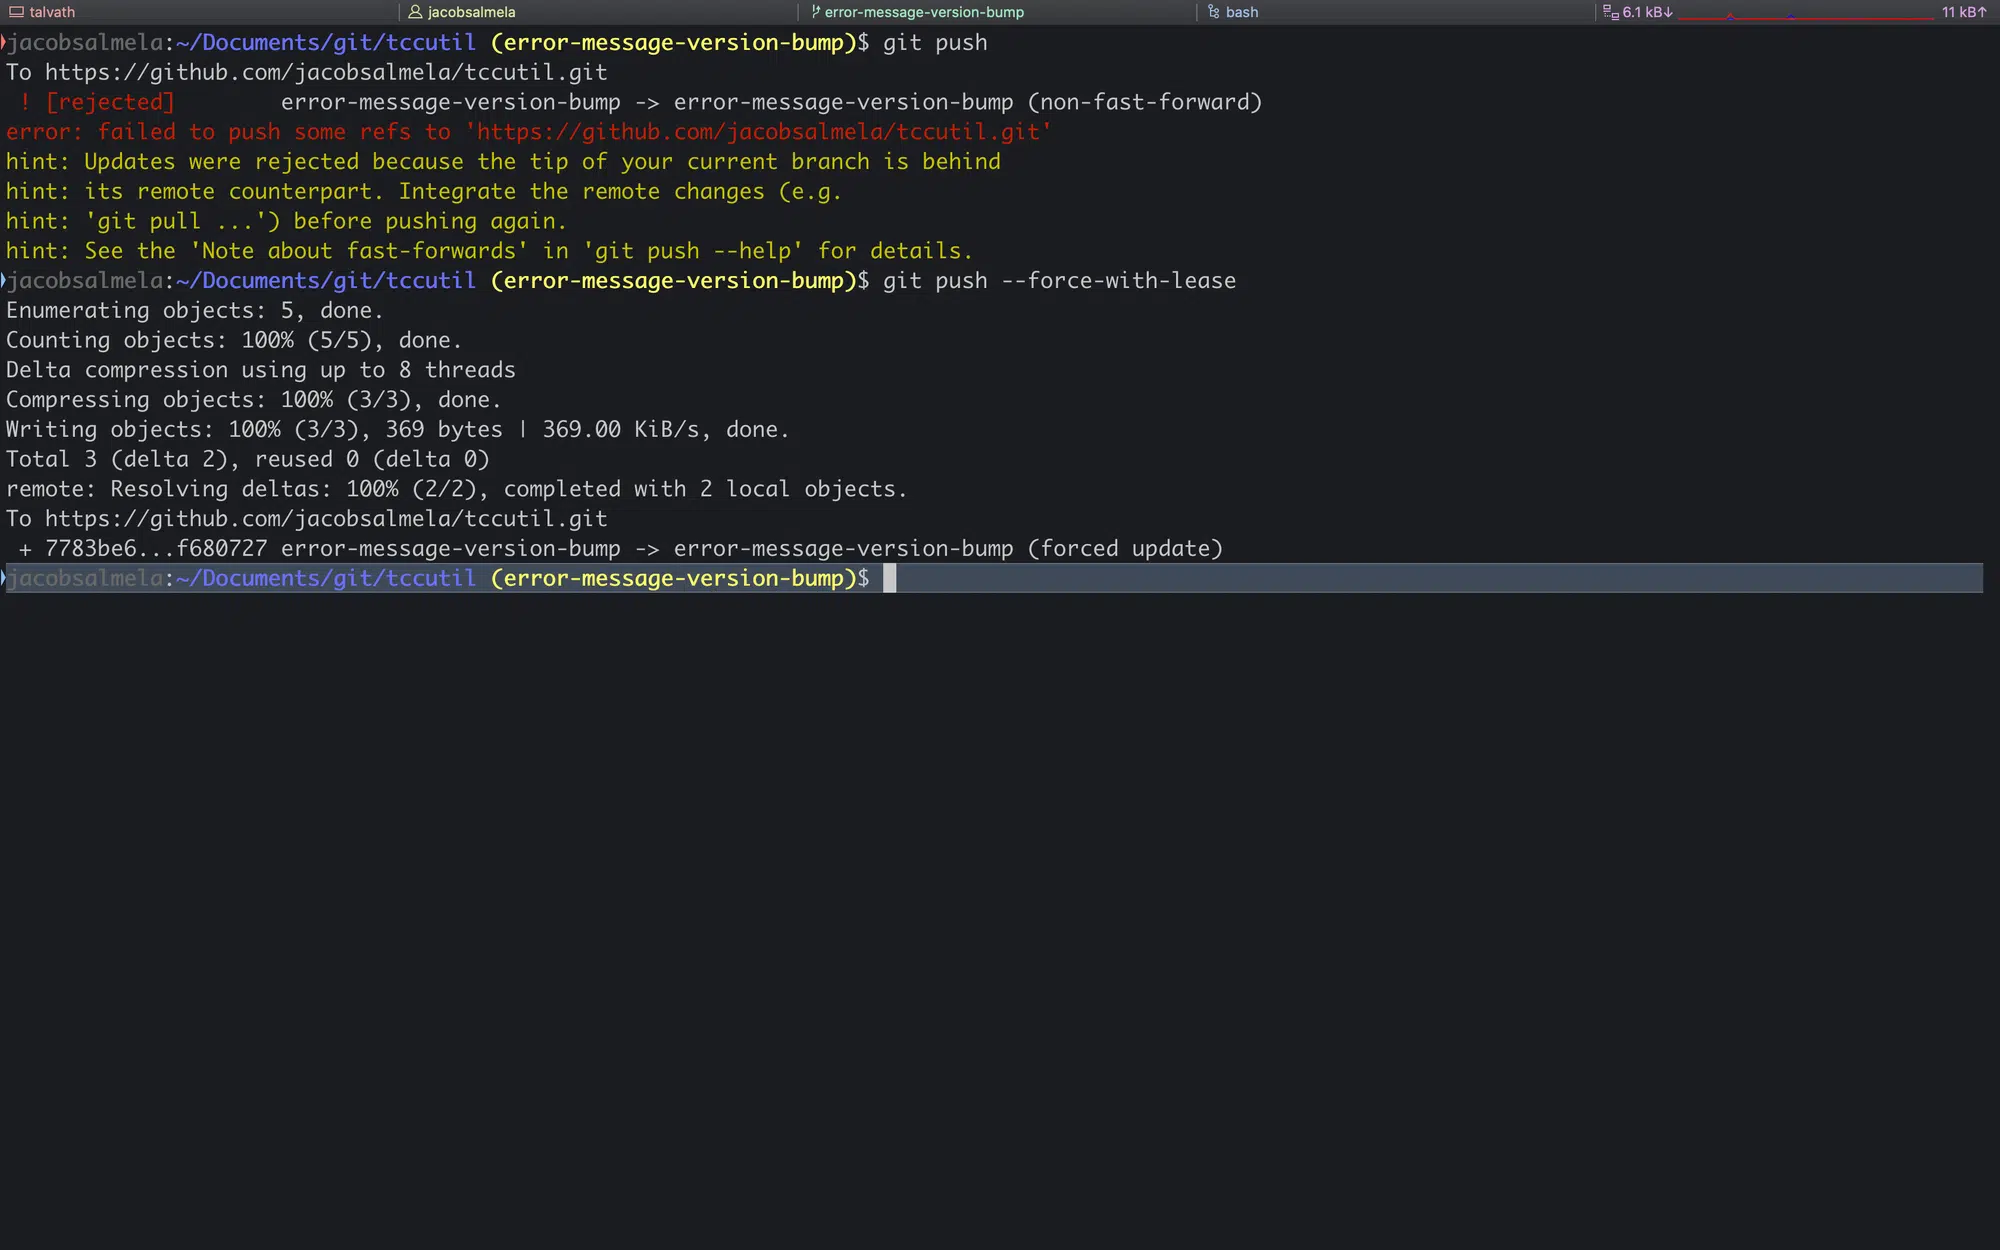 talvath jacobsalmela error-message-version-bump bash 6.1 kB↓ 11 kB↑
jacobsalmela:~/Documents/git/tccutil (error-message-version-bump)$ git push
To https://github.com/jacobsalmela/tccutil.git
 ! [rejected]        error-message-version-bump -> error-message-version-bump (non-fast-forward)
error: failed to push some refs to 'https://github.com/jacobsalmela/tccutil.git'
hint: Updates were rejected because the tip of your current branch is behind
hint: its remote counterpart. Integrate the remote changes (e.g.
hint: 'git pull ...') before pushing again.
hint: See the 'Note about fast-forwards' in 'git push --help' for details.
jacobsalmela:~/Documents/git/tccutil (error-message-version-bump)$ git push --force-with-lease
Enumerating objects: 5, done.
Counting objects: 100% (5/5), done.
Delta compression using up to 8 threads
Compressing objects: 100% (3/3), done.
Writing objects: 100% (3/3), 369 bytes | 369.00 KiB/s, done.
Total 3 (delta 2), reused 0 (delta 0)
remote: Resolving deltas: 100% (2/2), completed with 2 local objects.
To https://github.com/jacobsalmela/tccutil.git
 + 7783be6...f680727 error-message-version-bump -> error-message-version-bump (forced update)
jacobsalmela:~/Documents/git/tccutil (error-message-version-bump)$